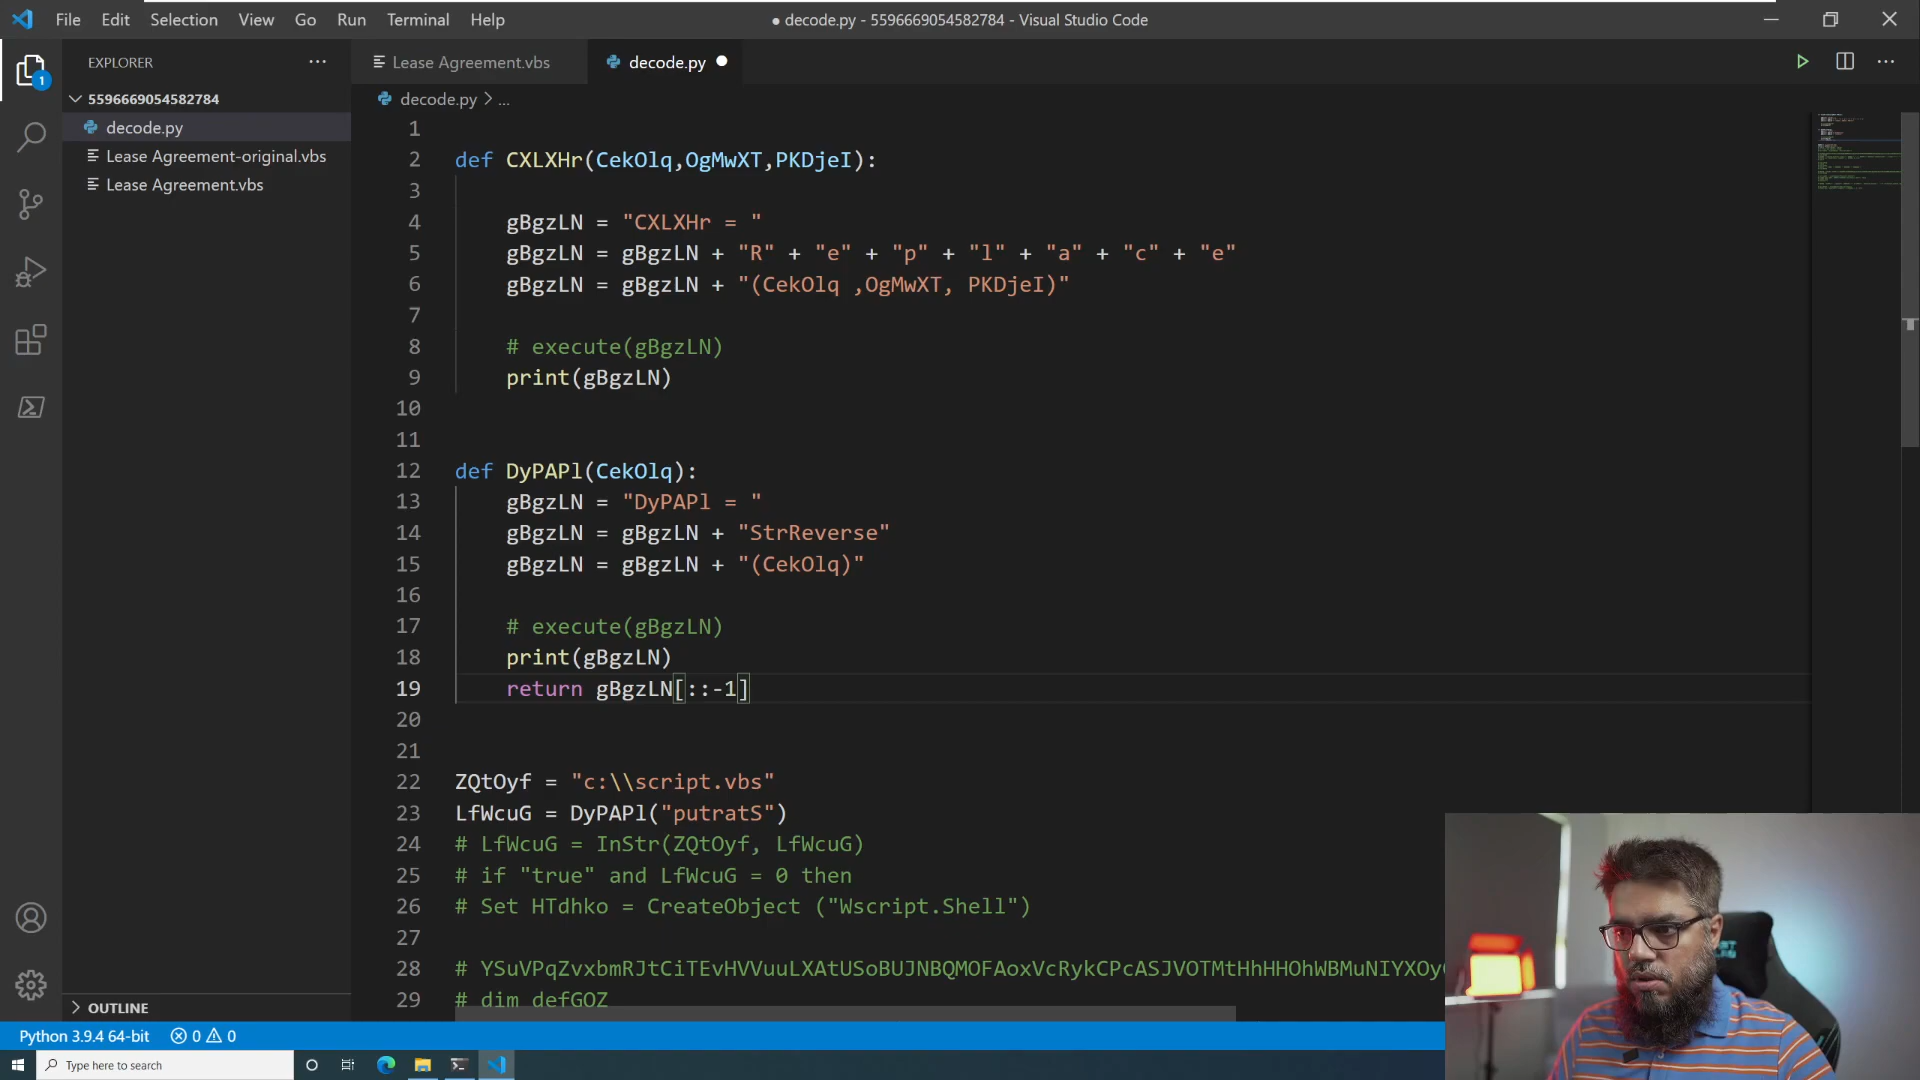 File Edit Selection View Go Run Terminal Help
● decode.py - 5596669054582784 - Visual Studio Code
EXPLORER
Lease Agreement.vbs
decode.py
decode.py > ...
5596669054582784
decode.py
Lease Agreement-original.vbs
Lease Agreement.vbs
1
1
2 def CXLXHr(CekOlq,OgMwXT,PKDjeI):
3
4 gBgzLN = "CXLXHr = "
5 gBgzLN = gBgzLN + "R" + "e" + "p" + "l" + "a" + "c" + "e"
6 gBgzLN = gBgzLN + "(CekOlq ,OgMwXT, PKDjeI)"
7
8 # execute(gBgzLN)
9 print(gBgzLN)
10
11
12 def DyPAPl(CekOlq):
13 gBgzLN = "DyPAPl = "
14 gBgzLN = gBgzLN + "StrReverse"
15 gBgzLN = gBgzLN + "(CekOlq)"
16
17 # execute(gBgzLN)
18 print(gBgzLN)
19 return gBgzLN[::-1]
20
21
22 ZQtOyf = "c:\\script.vbs"
23 LfWcuG = DyPAPl("putratS")
24 # LfWcuG = InStr(ZQtOyf, LfWcuG)
25 # if "true" and LfWcuG = 0 then
26 # Set HTdhko = CreateObject ("Wscript.Shell")
27
28 # YSuVPqZvxbmRJtCiTEvHVVuuLXAtUSoBUJNBQMOFAoxVcRykCPcASJVOTMtHhHHOhWBMuNIYXOy
29 # dim defGOZ
OUTLINE
Python 3.9.4 64-bit
0 0
Type here to search